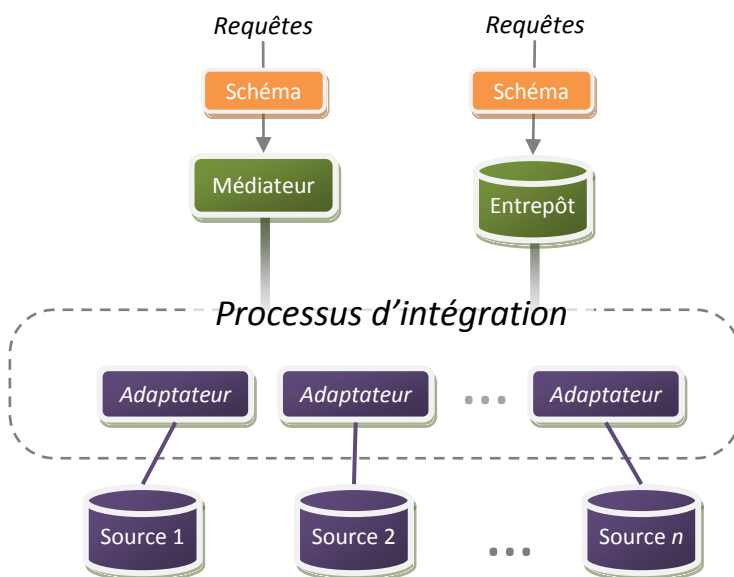 Requêtes
Requêtes
Schéma
Schéma
Médiateur
Entrepôt
Processus d’intégration
Adaptateur
Adaptateur
...
Adaptateur
Source 1
Source 2
...
Source n